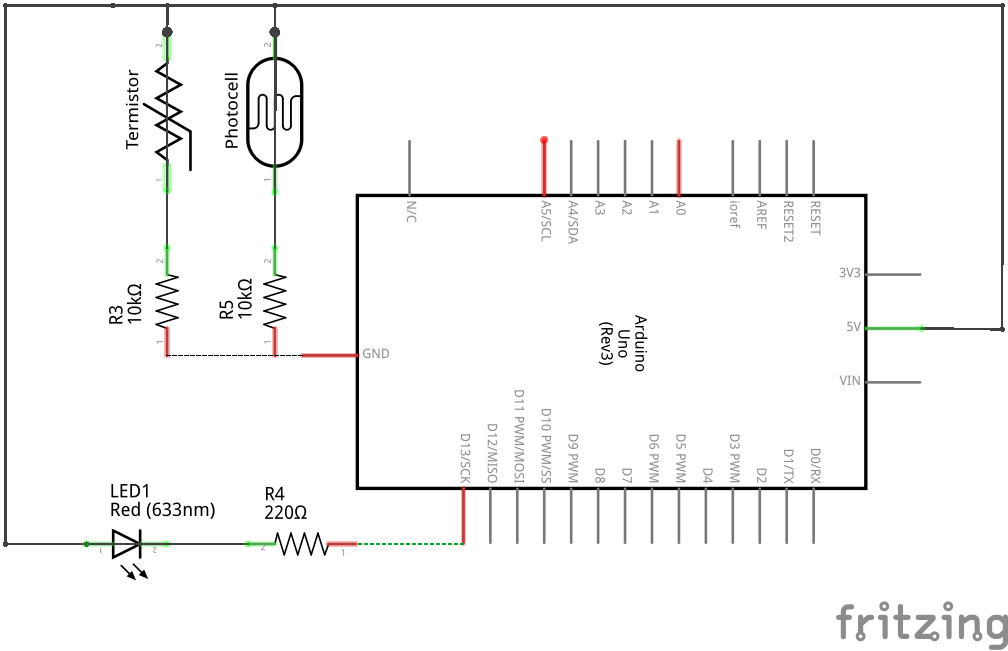 2
2
Termistor
Photocell
1
1
N/C
A5/SCL
A4/SDA
A3
A2
A1
A0
ioref
AREF
RESET2
RESET
3V3
5V
VIN
2
2
R3
10kΩ
R5
10kΩ
1
1
GND
Arduino
Uno
(Rev3)
D13/SCK
D12/MISO
D11 PWM/MOSI
D10 PWM/SS
D9 PWM
D8
D7
D6 PWM
D5 PWM
D4
D3 PWM
D2
D1/TX
D0/RX
LED1
Red (633nm)
R4
220Ω
1
2
2
1
fritzing